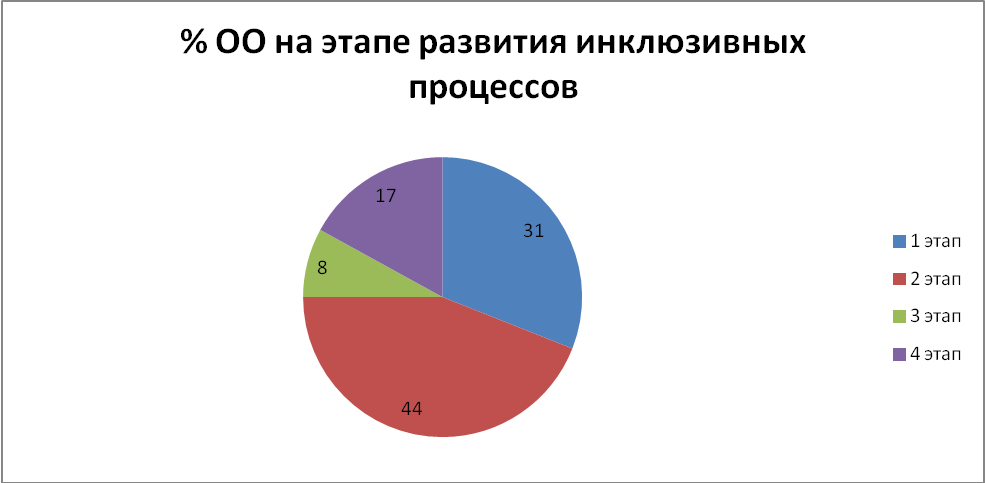 % ОО на этапе развития инклюзивных
процессов
17
31
8
44
1 этап
2 этап
3 этап
4 этап